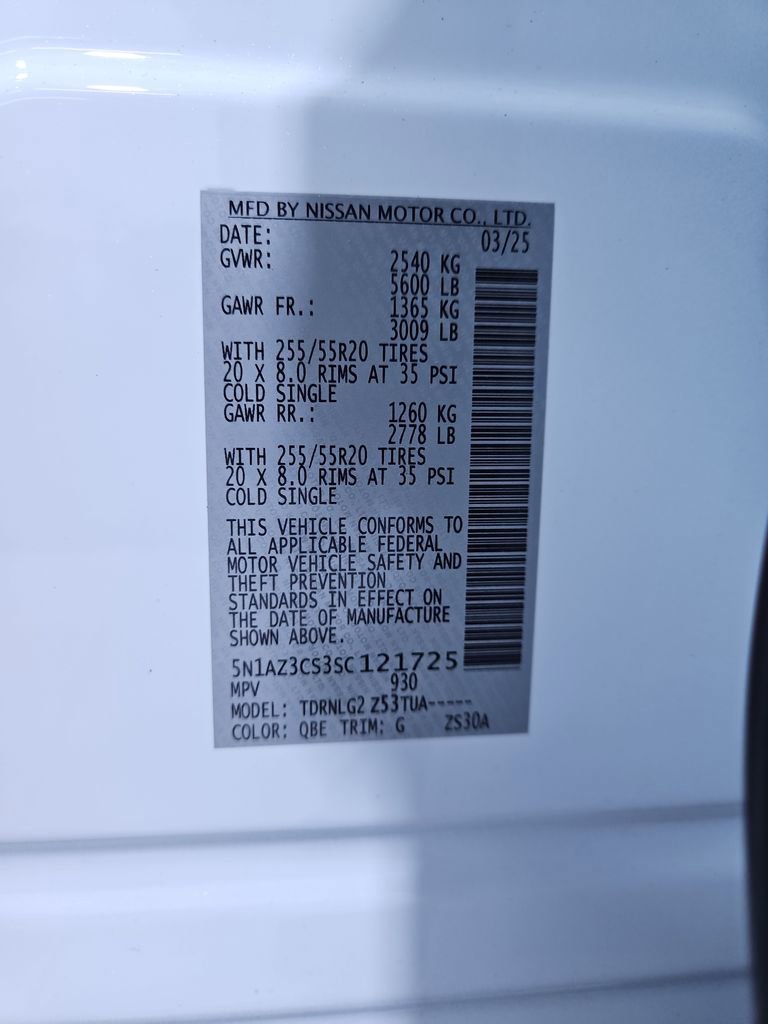 MFD BY NISSAN MOTOR CO., LTD.
DATE: 03/25
GVWR: 2540 KG
5600 LB
GAWR FR.: 1365 KG
3009 LB
WITH 255/55R20 TIRES
20 X 8.0 RIMS AT 35 PSI
COLD SINGLE
GAWR RR.: 1260 KG
2778 LB
WITH 255/55R20 TIRES
20 X 8.0 RIMS AT 35 PSI
COLD SINGLE
THIS VEHICLE CONFORMS TO
ALL APPLICABLE FEDERAL
MOTOR VEHICLE SAFETY AND
THEFT PREVENTION
STANDARDS IN EFFECT ON
THE DATE OF MANUFACTURE
SHOWN ABOVE.
5N1AZ3CS3SC121725
MPV 930
MODEL: TDRNLG2 Z53TUA-----
COLOR: QBE TRIM: G ZS30A